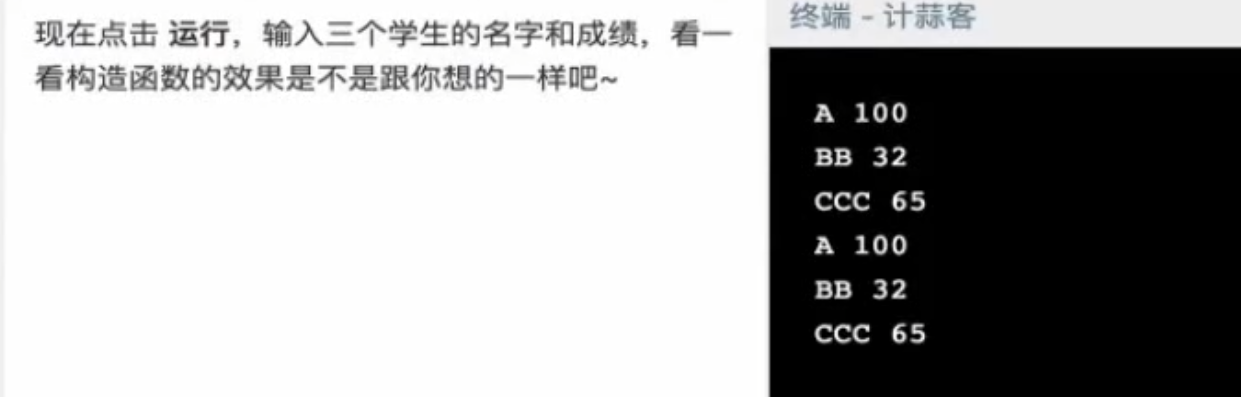 现在点击 运行，输入三个学生的名字和成绩，看一
看构造函数的效果是不是跟你想的一样吧~
终端 - 计蒜客
A 100
BB 32
CCC 65
A 100
BB 32
CCC 65